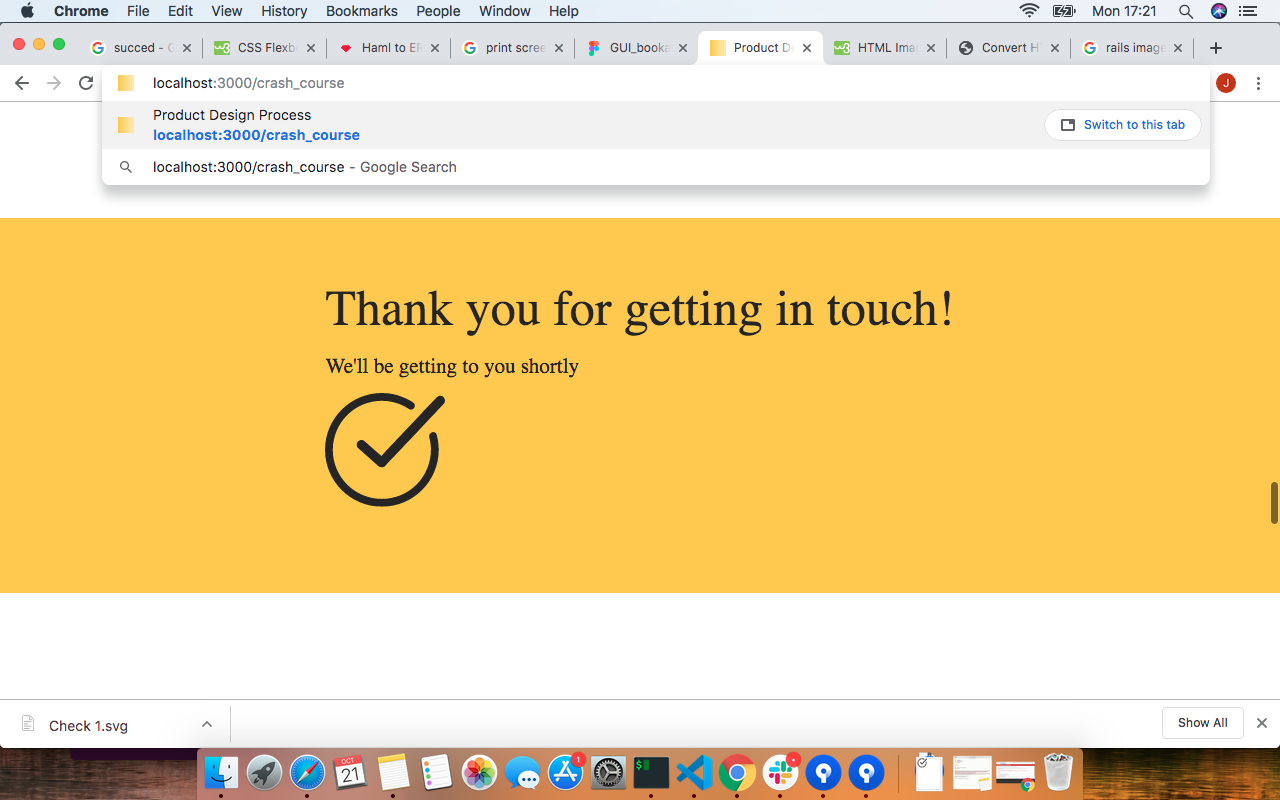 Chrome File Edit View History Bookmarks People Window Help Mon 17:21
succed - G CSS Flexb Haml to E print scree GUI_booka Product D HTML Ima Convert H rails image
localhost:3000/crash_course J
Product Design Process
localhost:3000/crash_course Switch to this tab
localhost:3000/crash_course - Google Search
Thank you for getting in touch!
We'll be getting to you shortly
Check 1.svg Show All
OCT
21
1
$